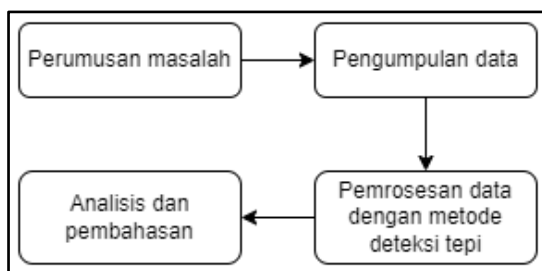 Perumusan masalah
Pengumpulan data
Pemrosesan data
dengan metode
deteksi tepi
Analisis dan
pembahasan